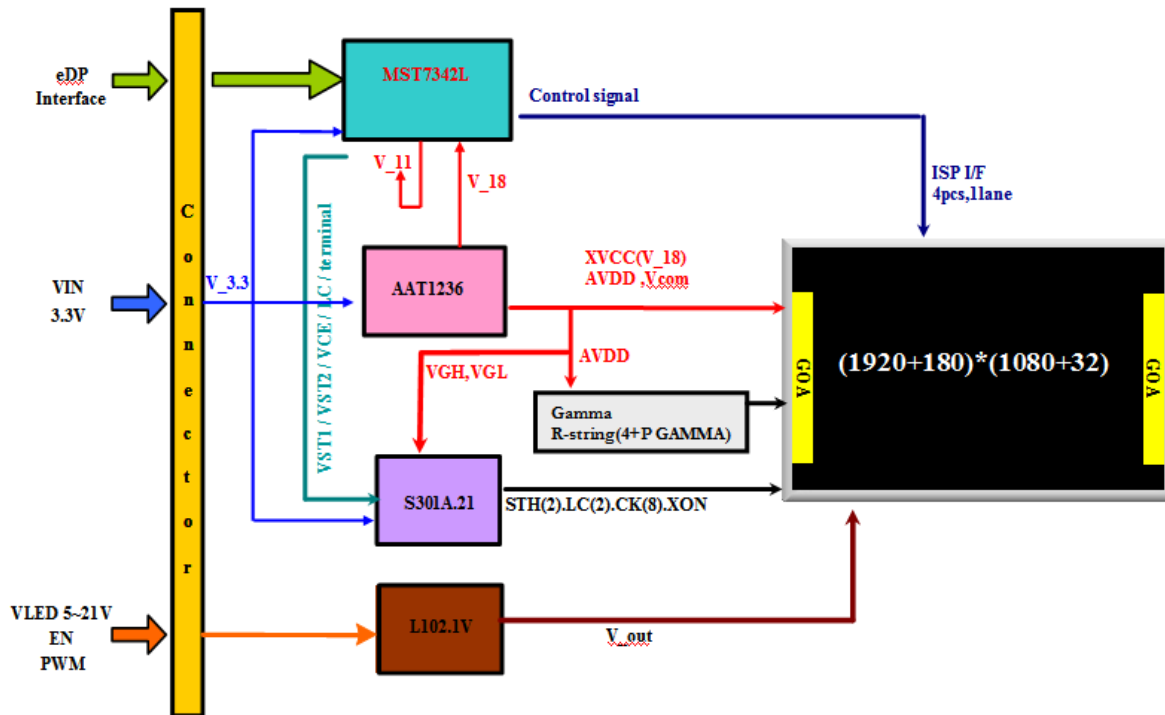 eDP
Interface
MST7342L
Control signal
V_11
V_18
ISP I/F
4pcs,1lane
Connector
VST1 / VST2 / VCE / LC / terminal
VIN
3.3V
V_3.3
AAT1236
XVCC(V_18)
AVDD ,Vcom
AVDD
VGH,VGL
GOA
(1920+180)*(1080+32)
GOA
Gamma
R-string(4+P GAMMA)
S301A.21
STH(2).LC(2).CK(8).XON
VLED 5~21V
EN
PWM
L102.1V
V_out